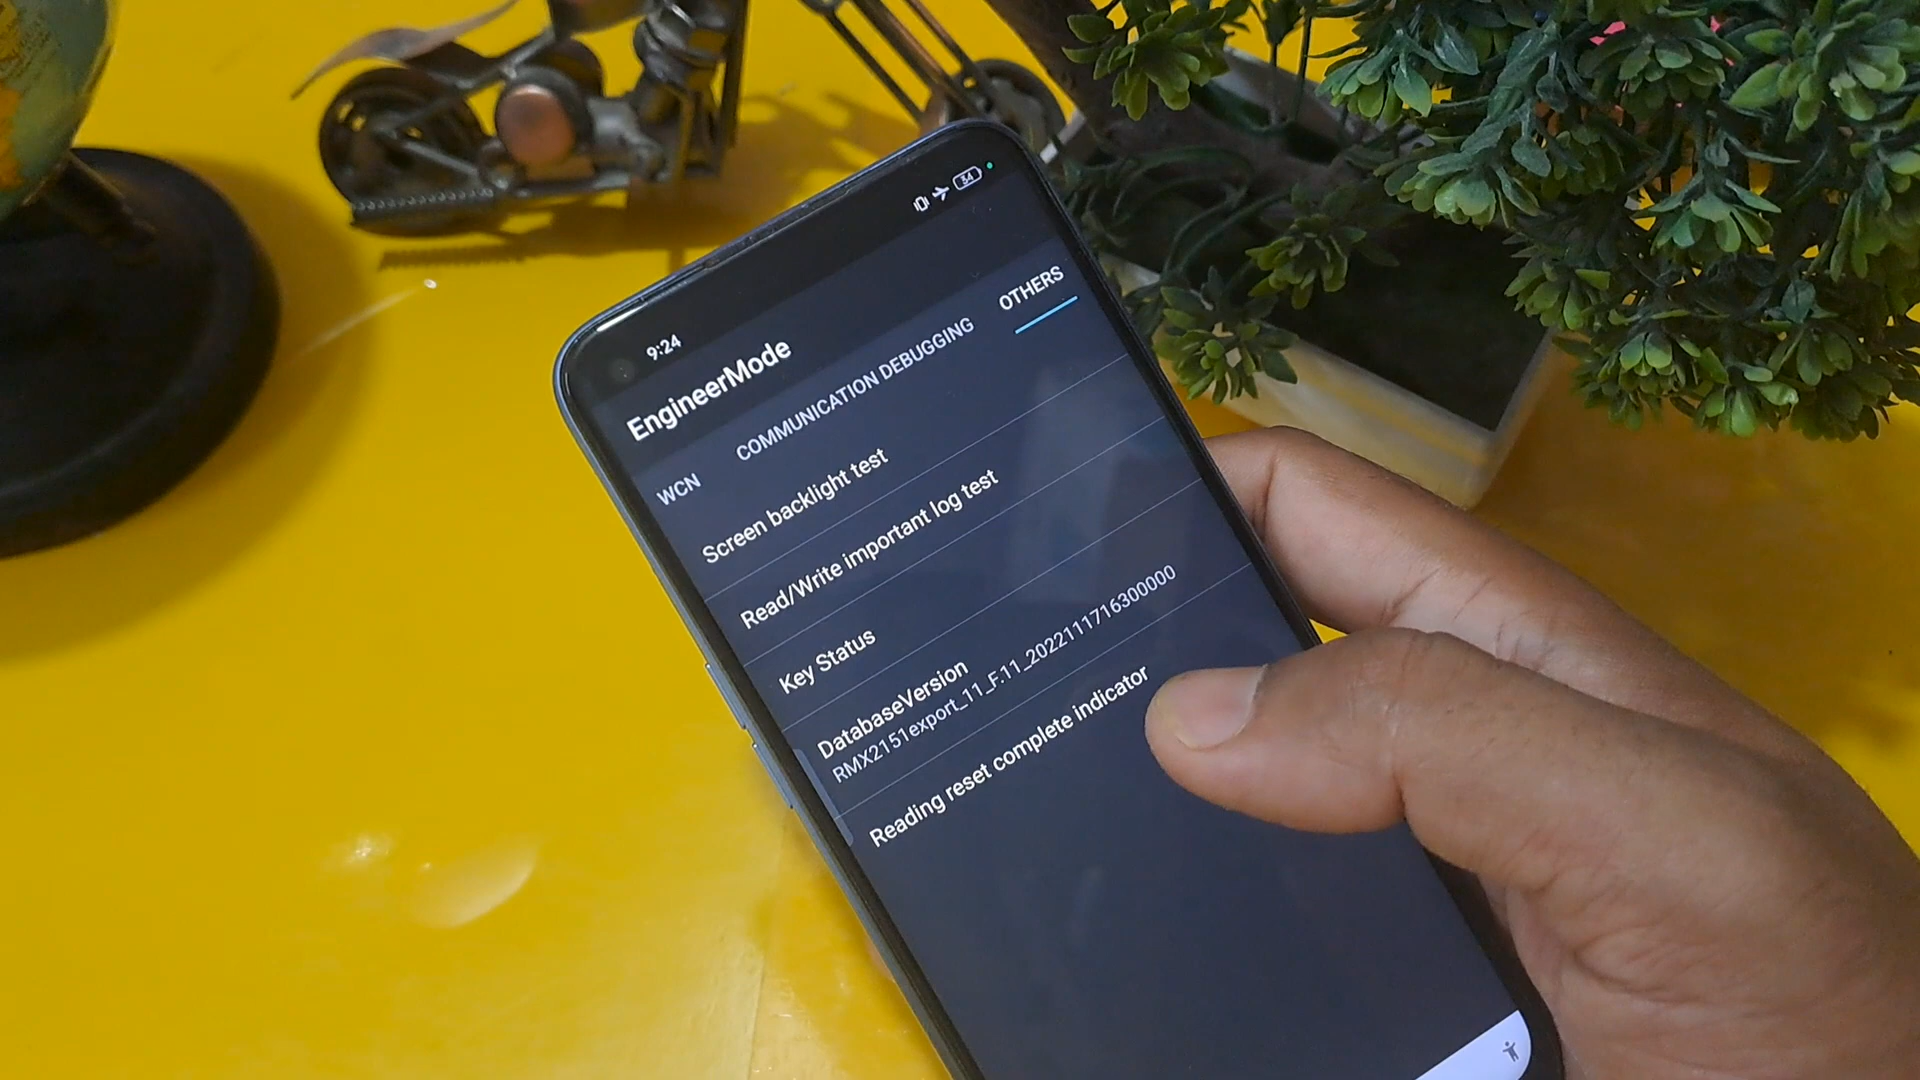 9:24
34
EngineerMode
WCN COMMUNICATION DEBUGGING OTHERS
Screen backlight test
Read/Write important log test
Key Status
DatabaseVersion
RMX2151export_11_F.11_2022111716300000
Reading reset complete indicator